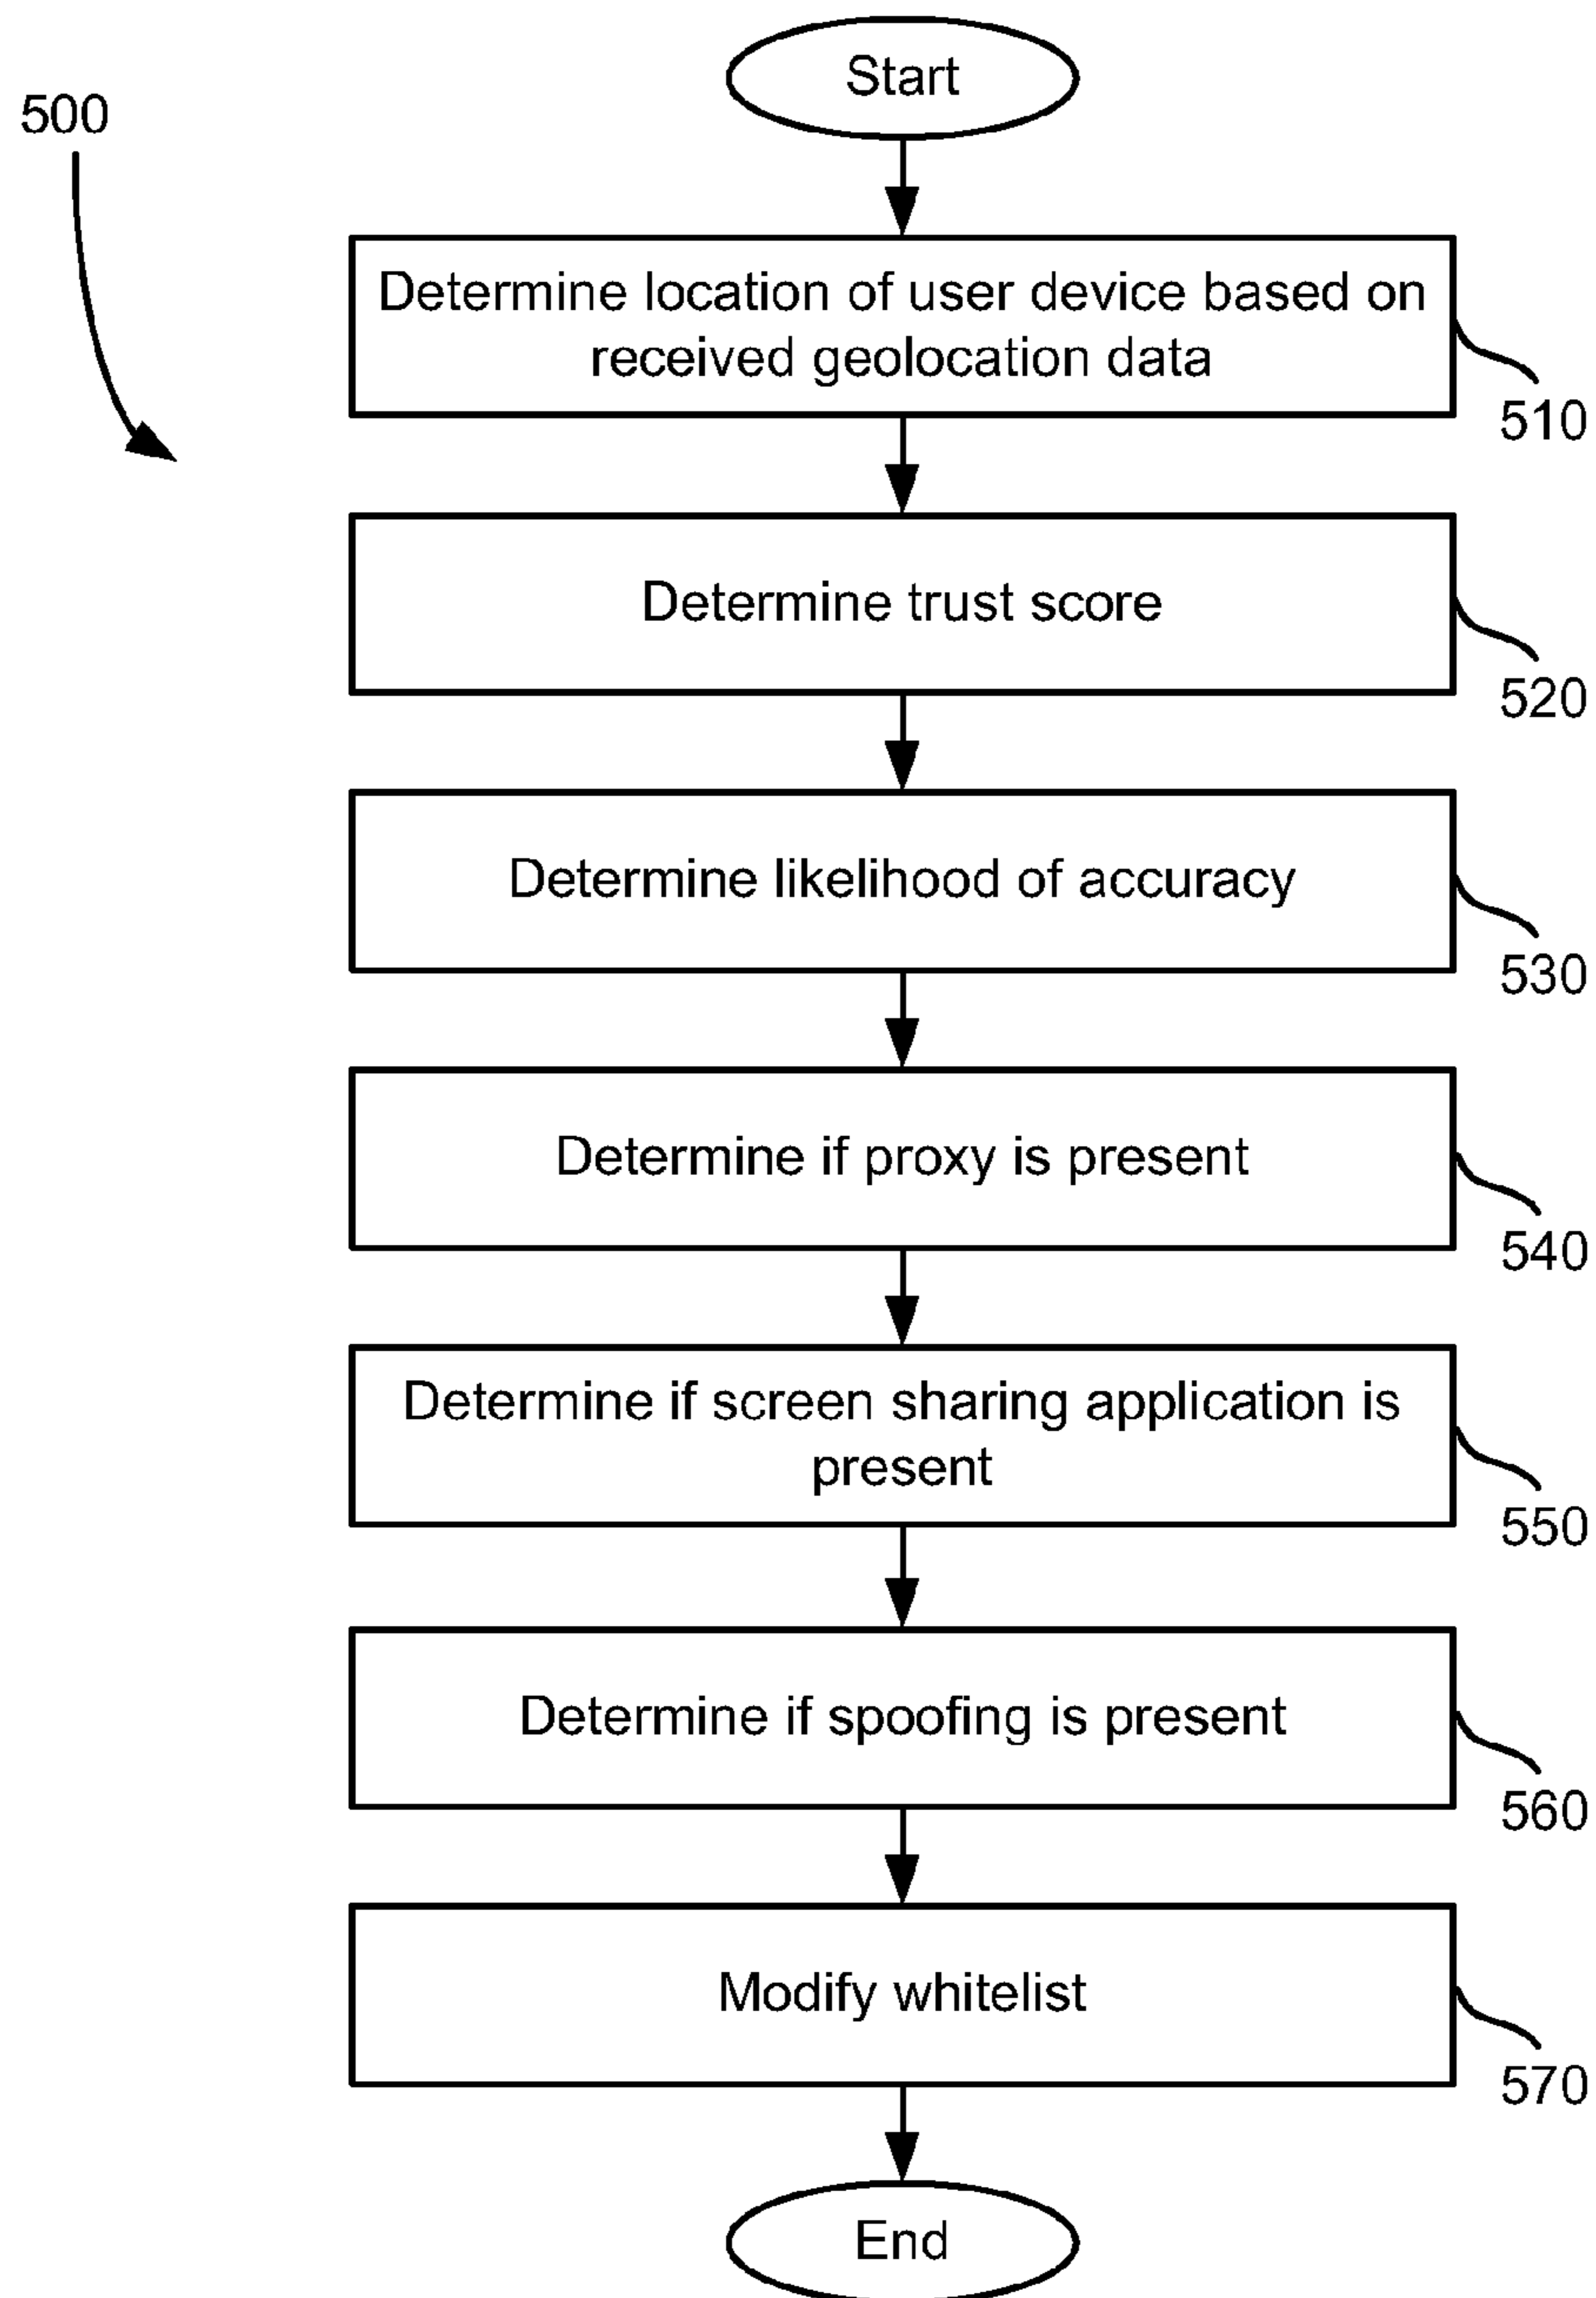 Start
500
Determine location of user device based on
received geolocation data
510
Determine trust score
520
Determine likelihood of accuracy
530
Determine if proxy is present
540
Determine if screen sharing application is
present
550
Determine if spoofing is present
560
Modify whitelist
570
End